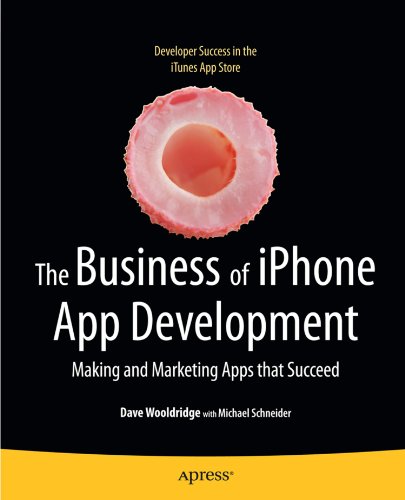 Developer Success in the
iTunes App Store
The Business of iPhone
App Development
Making and Marketing Apps that Succeed
Dave Wooldridge with Michael Schneider
Apress®